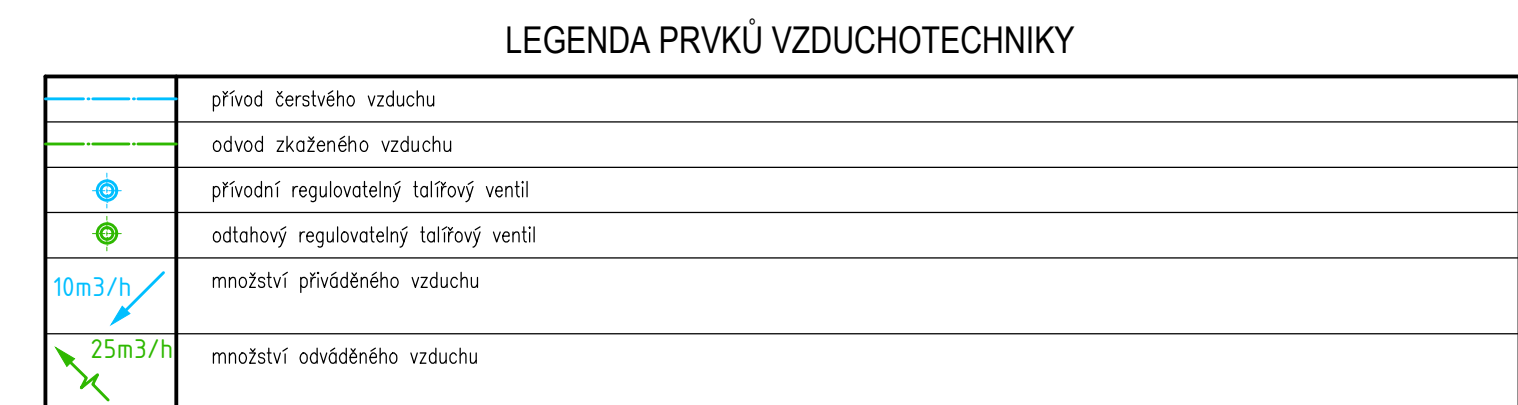 LEGENDA PRVKŮ VZDUCHOTECHNIKY
přívod čerstvého vzduchu
odvod zkaženého vzduchu
přívodní regulovatelný talířový ventil
odtahový regulovatelný talířový ventil
10m3/h množství přiváděného vzduchu
25m3/h množství odváděného vzduchu